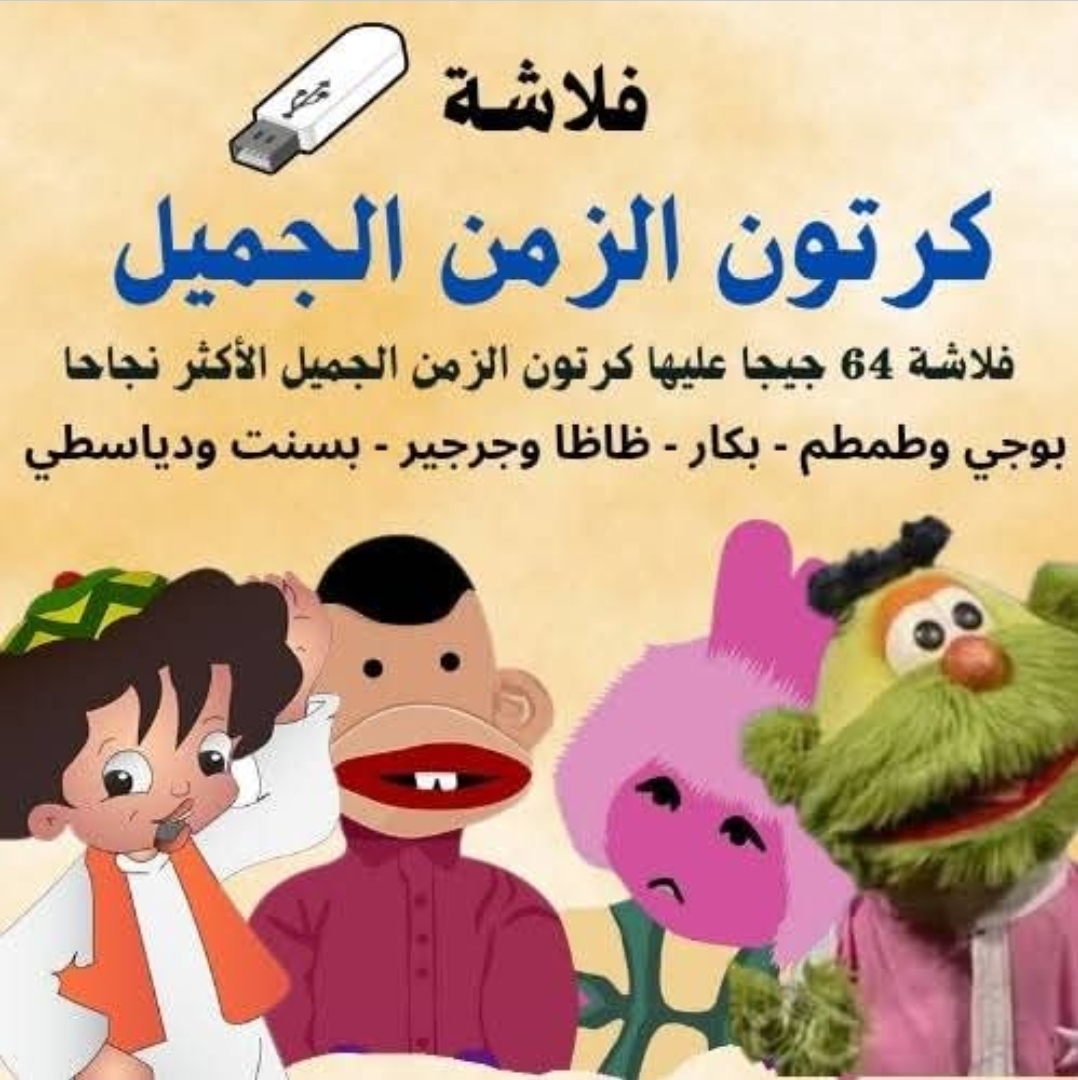 فلاشة
كرتون الزمن الجميل
فلاشة 64 جيجا عليها كرتون الزمن الجميل الأكثر نجاحا
بوجي وطمطم - بكار - ظاظا وجرجير - بسنت ودياسطي